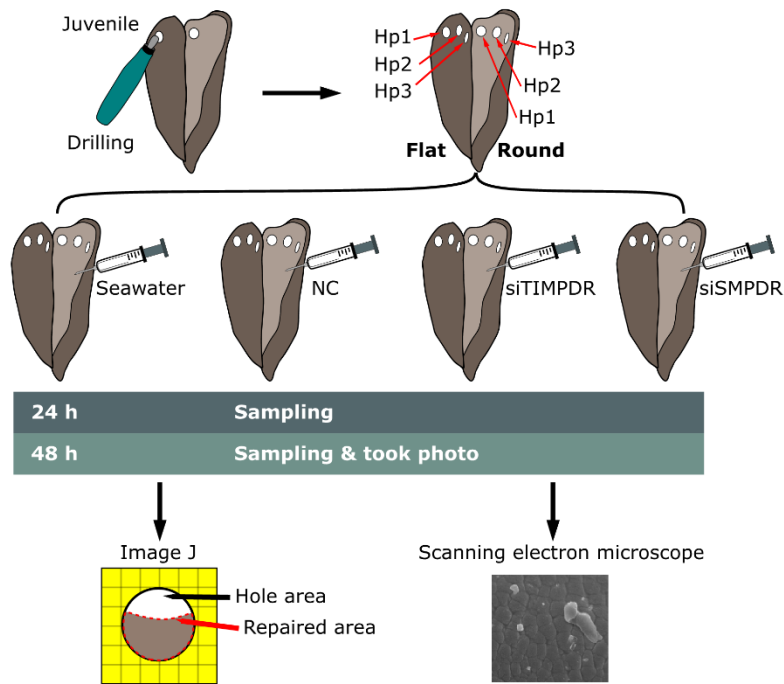 Juvenile
Drilling
Hp1
Hp2
Hp3
Hp3
Hp2
Hp1
Flat
Round
Seawater
NC
siTIMPDR
siSMPDR
24 h Sampling
48 h Sampling & took photo
Image J
Scanning electron microscope
Hole area
Repaired area